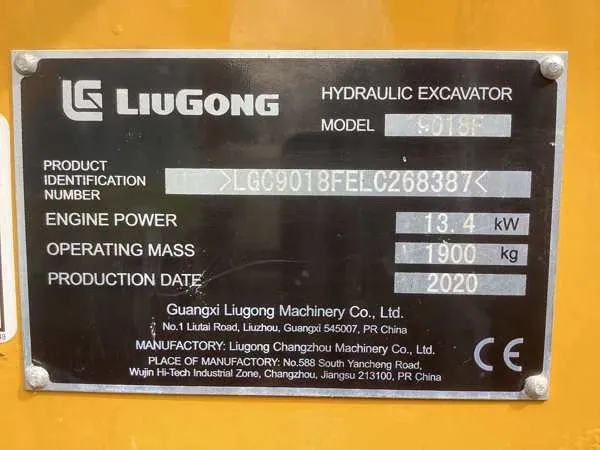 LG LIUGONG
HYDRAULIC EXCAVATOR
MODEL 9018F
PRODUCT
IDENTIFICATION
NUMBER
>LGC9018FELC268387<
ENGINE POWER 13.4 kW
OPERATING MASS 1900 kg
PRODUCTION DATE 2020
Guangxi Liugong Machinery Co., Ltd.
No.1 Liutai Road, Liuzhou, Guangxi 545007, PR China
MANUFACTURER: Liugong Changzhou Machinery Co., Ltd.
PLACE OF MANUFACTURE: No.588 South Yancheng Road,
Wujin Hi-Tech Industrial Zone, Changzhou, Jiangsu 213100, PR China
CE